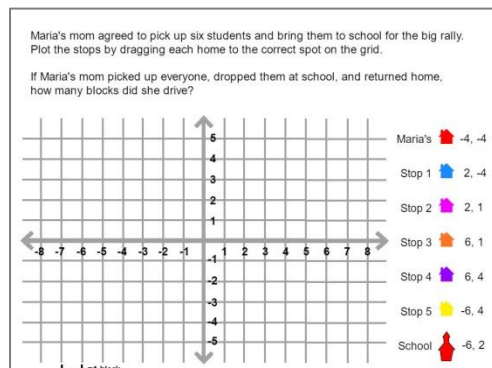 Maria's mom agreed to pick up six students and bring them to school for the big rally.
Plot the stops by dragging each home to the correct spot on the grid.
If Maria's mom picked up everyone, dropped them at school, and returned home,
how many blocks did she drive?
5
4
3
2
1
-8 -7 -6 -5 -4 -3 -2 -1 1 2 3 4 5 6 7 8
-1
-2
-3
-4
-5
Maria's -4, -4
Stop 1 2, -4
Stop 2 2, 1
Stop 3 6, 1
Stop 4 6, 4
Stop 5 -6, 4
School -6, 2